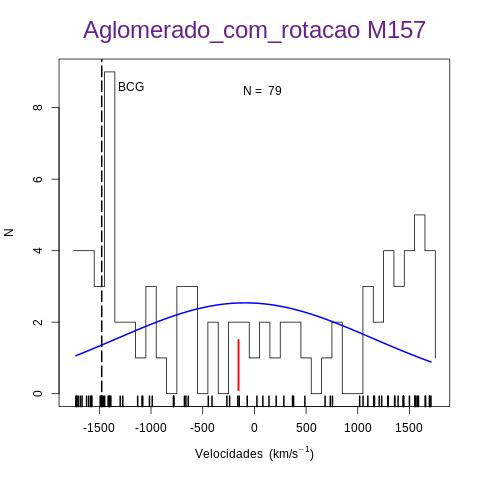 Aglomerado_com_rotacao M157
BCG
N = 79
8
6
4
2
0
N
-1500 -1000 -500 0 500 1000 1500
Velocidades (km/s⁻¹)